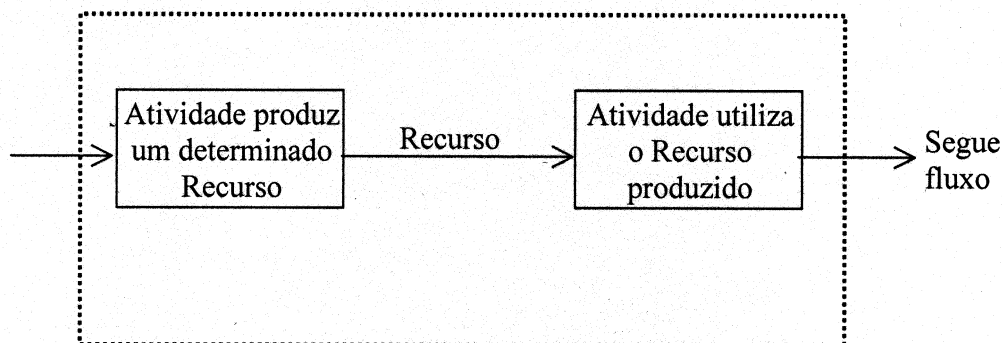 Atividade produz
um determinado
Recurso
Recurso
Atividade utiliza
o Recurso
produzido
Segue
fluxo